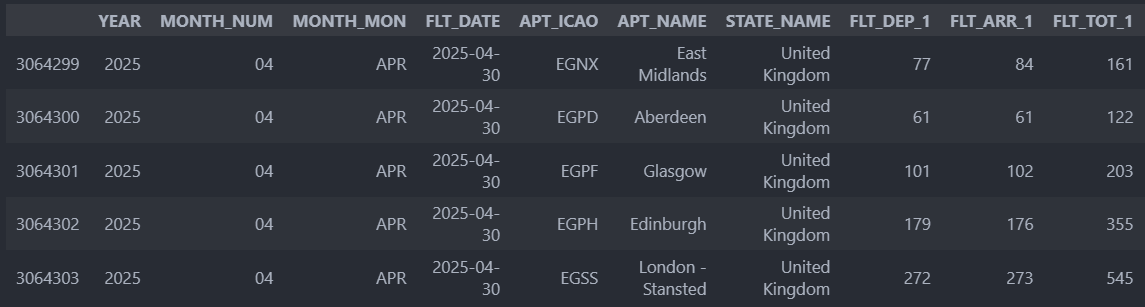 YEAR MONTH_NUM MONTH_MON FLT_DATE APT_ICAO APT_NAME STATE_NAME FLT_DEP_1 FLT_ARR_1 FLT_TOT_1
3064299 2025 04 APR 2025-04-30 EGNX East Midlands United Kingdom 77 84 161
3064300 2025 04 APR 2025-04-30 EGPD Aberdeen United Kingdom 61 61 122
3064301 2025 04 APR 2025-04-30 EGPF Glasgow United Kingdom 101 102 203
3064302 2025 04 APR 2025-04-30 EGPH Edinburgh United Kingdom 179 176 355
3064303 2025 04 APR 2025-04-30 EGSS London - Stansted United Kingdom 272 273 545